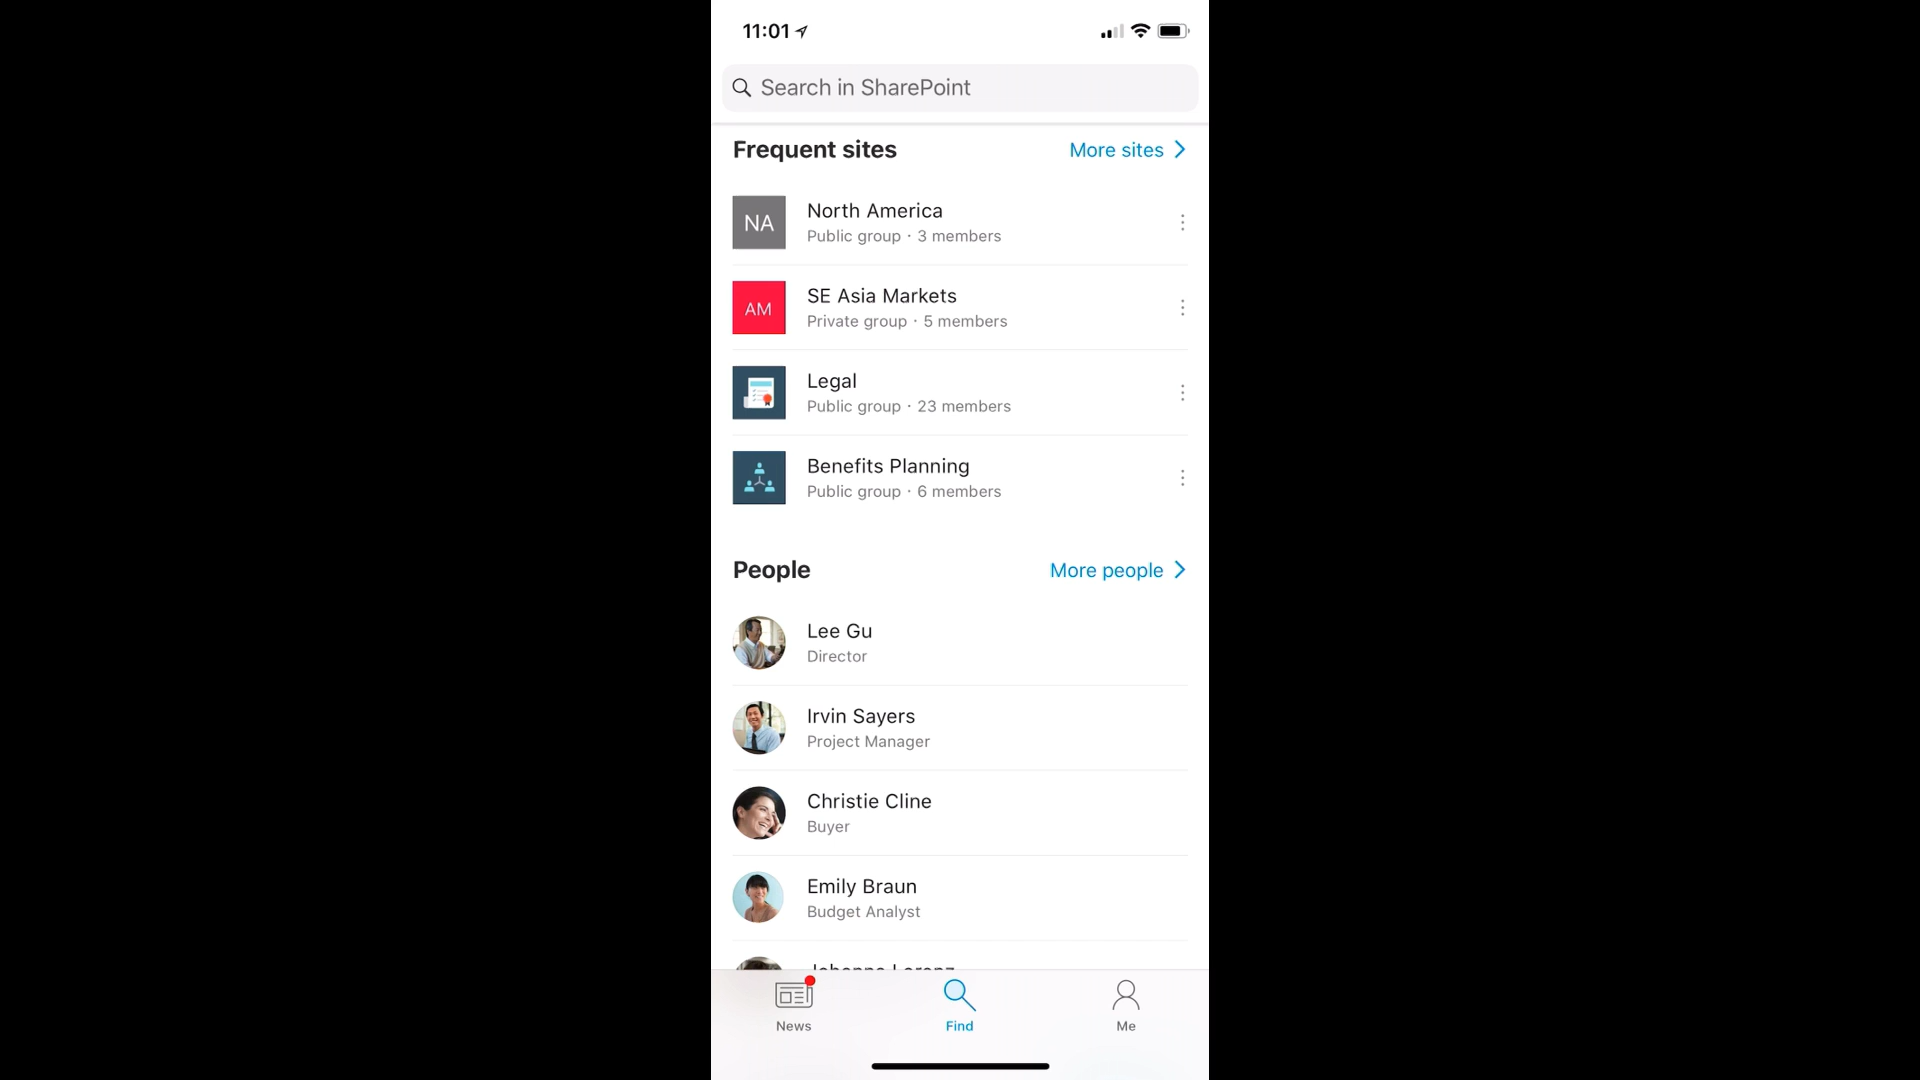 11:01
Search in SharePoint
Frequent sites
More sites
NA
North America
Public group · 3 members
AM
SE Asia Markets
Private group · 5 members
Legal
Public group · 23 members
Benefits Planning
Public group · 6 members
People
More people
Lee Gu
Director
Irvin Sayers
Project Manager
Christie Cline
Buyer
Emily Braun
Budget Analyst
News
Find
Me